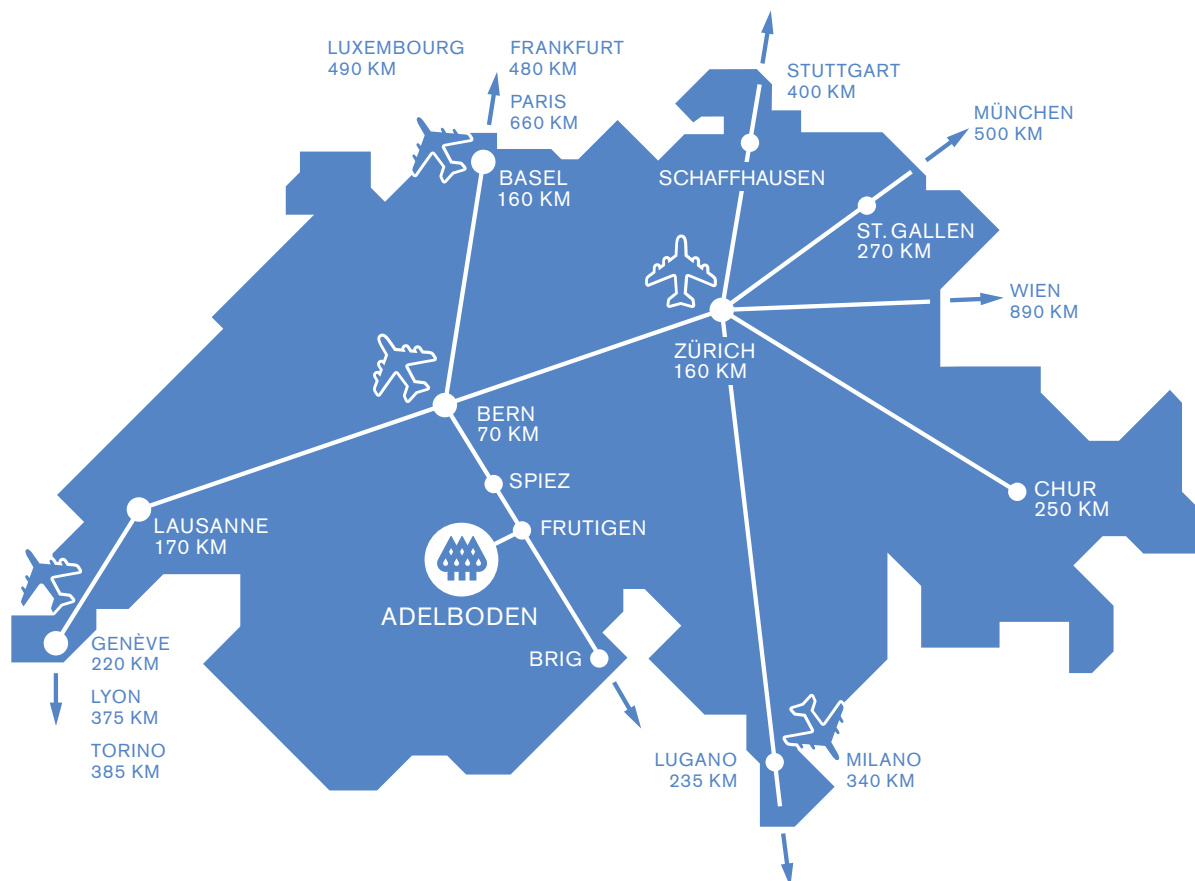 LUXEMBOURG
490 KM
FRANKFURT
480 KM
PARIS
660 KM
STUTTGART
400 KM
MÜNCHEN
500 KM
BASEL
160 KM
SCHAFFHAUSEN
ST. GALLEN
270 KM
WIEN
890 KM
ZÜRICH
160 KM
BERN
70 KM
SPIEZ
CHUR
250 KM
LAUSANNE
170 KM
FRUTIGEN
ADELBODEN
BRIG
GENÈVE
220 KM
LYON
375 KM
TORINO
385 KM
LUGANO
235 KM
MILANO
340 KM